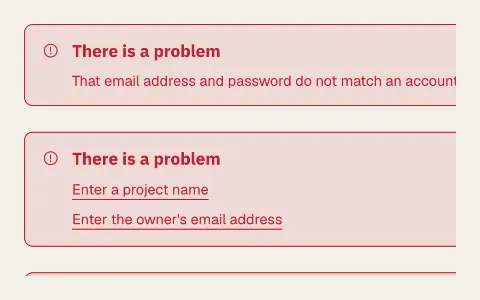 There is a problem
That email address and password do not match an account
There is a problem
Enter a project name
Enter the owner's email address